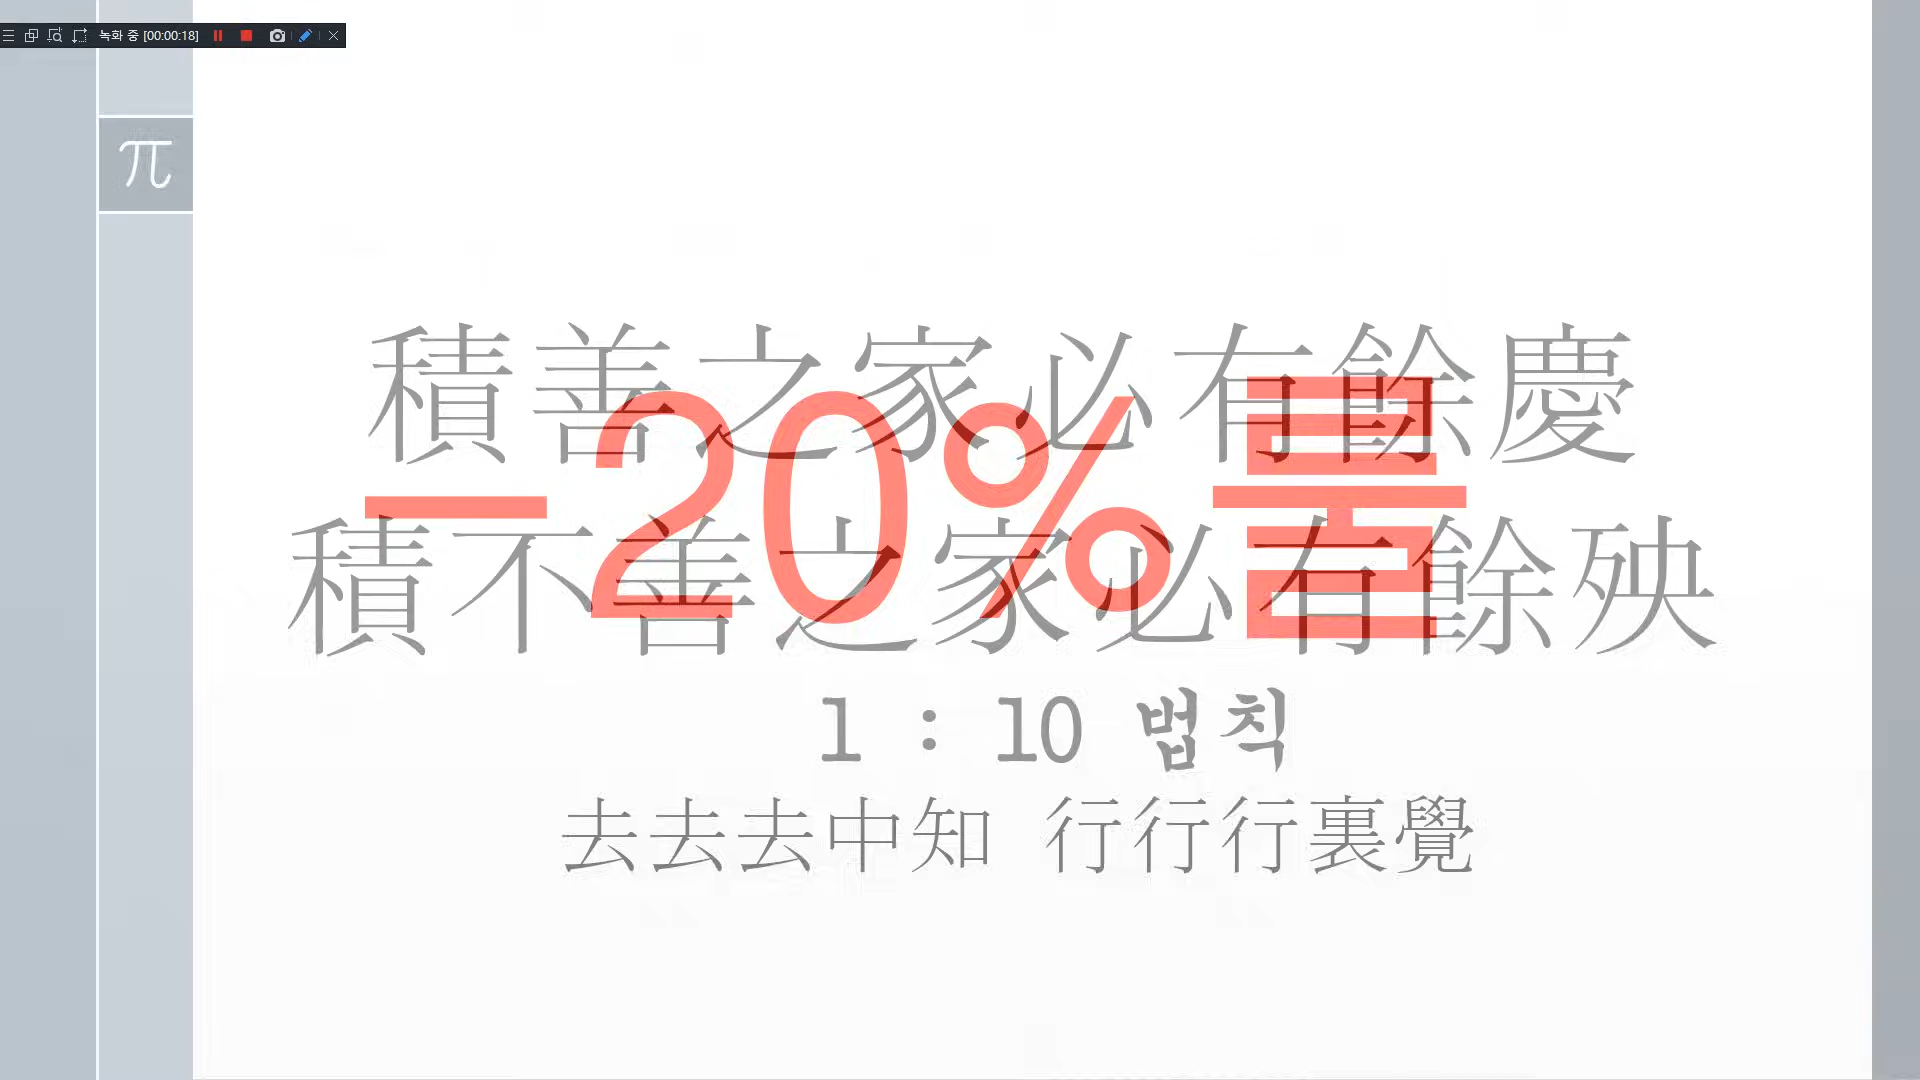 녹화 중 [00:00:18]
π
積善之家必有餘慶
-20%룰
積不善之家必有餘殃
1 : 10 법칙
去去去中知 行行行裏覺